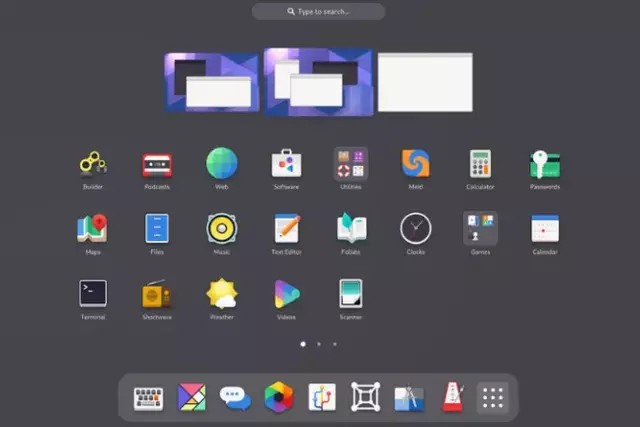 Type to search...
Builder Podcasts Web Software Utilities Meld Calculator Passwords
Maps Files Music Text Editor Foliate Clocks Games Calendar
>_
Terminal Shortwave Weather Videos Scanner